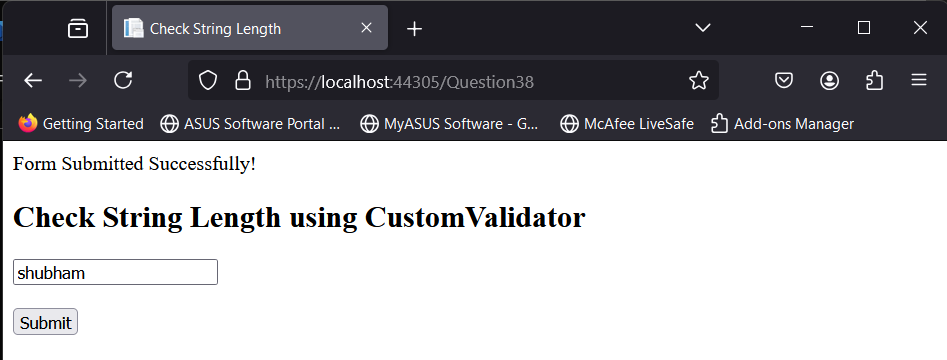 Check String Length
https://localhost:44305/Question38
Getting Started ASUS Software Portal ... MyASUS Software - G... McAfee LiveSafe Add-ons Manager
Form Submitted Successfully!
Check String Length using CustomValidator
shubham
Submit